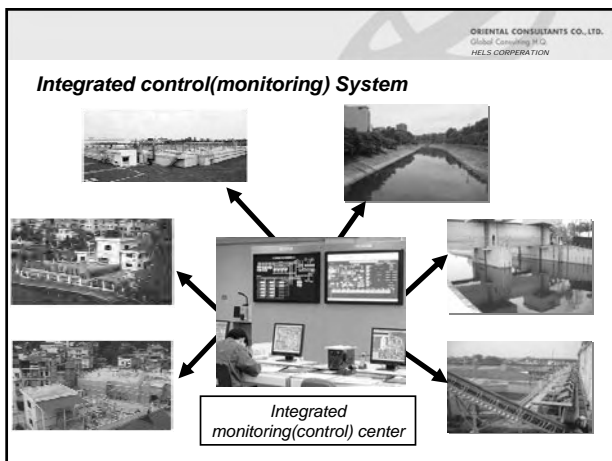 ORIENTAL CONSULTANTS CO., LTD.
Global Consulting H.Q.
HELS CORPERATION
Integrated control(monitoring) System
Integrated
monitoring(control) center